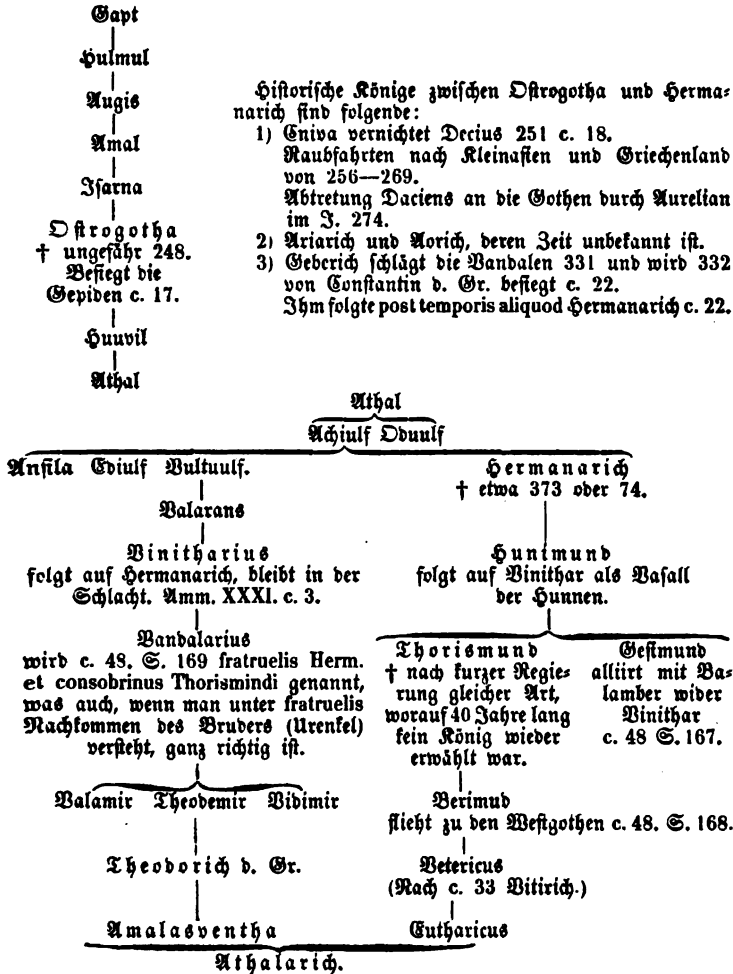 Gapt
Hulmul
Augis
Amal
Isarna
Ostrogotha
† ungefähr 248.
Besiegt die
Gepiden c. 17.
Huuvil
Athal
Historische Könige zwischen Ostrogotha und Herma-
narich sind folgende:
1) Cniva vernichtet Decius 251 c. 18.
Raubfahrten nach Kleinasien und Griechenland
von 256—269.
Abtretung Daciens an die Gothen durch Aurelian
im J. 274.
2) Ariarich und Aorich, deren Zeit unbekannt ist.
3) Geberich schlägt die Vandalen 331 und wird 332
von Constantin d. Gr. besiegt c. 22.
Ihm folgte post temporis aliquod Hermanarich c. 22.
Athal
Achiulf Oduulf
Ansila Ediulf Vultuulf.
Valarans
Vinitharius
folgt auf Hermanarich, bleibt in der
Schlacht. Amm. XXXI. c. 3.
Vandalarius
wird c. 48. S. 169 fratruelis Herm.
et consobrinus Thorismindi genannt,
was auch, wenn man unter fratruelis
Nachkommen des Bruders (Urenkel)
versteht, ganz richtig ist.
Valamir Theodemir Vidimir
Theodorich d. Gr.
Amalasventha
Hermanarich
† etwa 373 oder 74.
Hunimund
folgt auf Vinithar als Vasall
der Hunnen.
Thorismund
† nach kurzer Regie-
rung gleicher Art,
worauf 40 Jahre lang
kein König wieder
erwählt war.
Gesimund
alliirt mit Ba-
lamber wider
Vinithar
c. 48 S. 167.
Berimud
flieht zu den Westgothen c. 48. S. 168.
Vetericus
(Nach c. 33 Vitirich.)
Eutharicus
Athalarich.